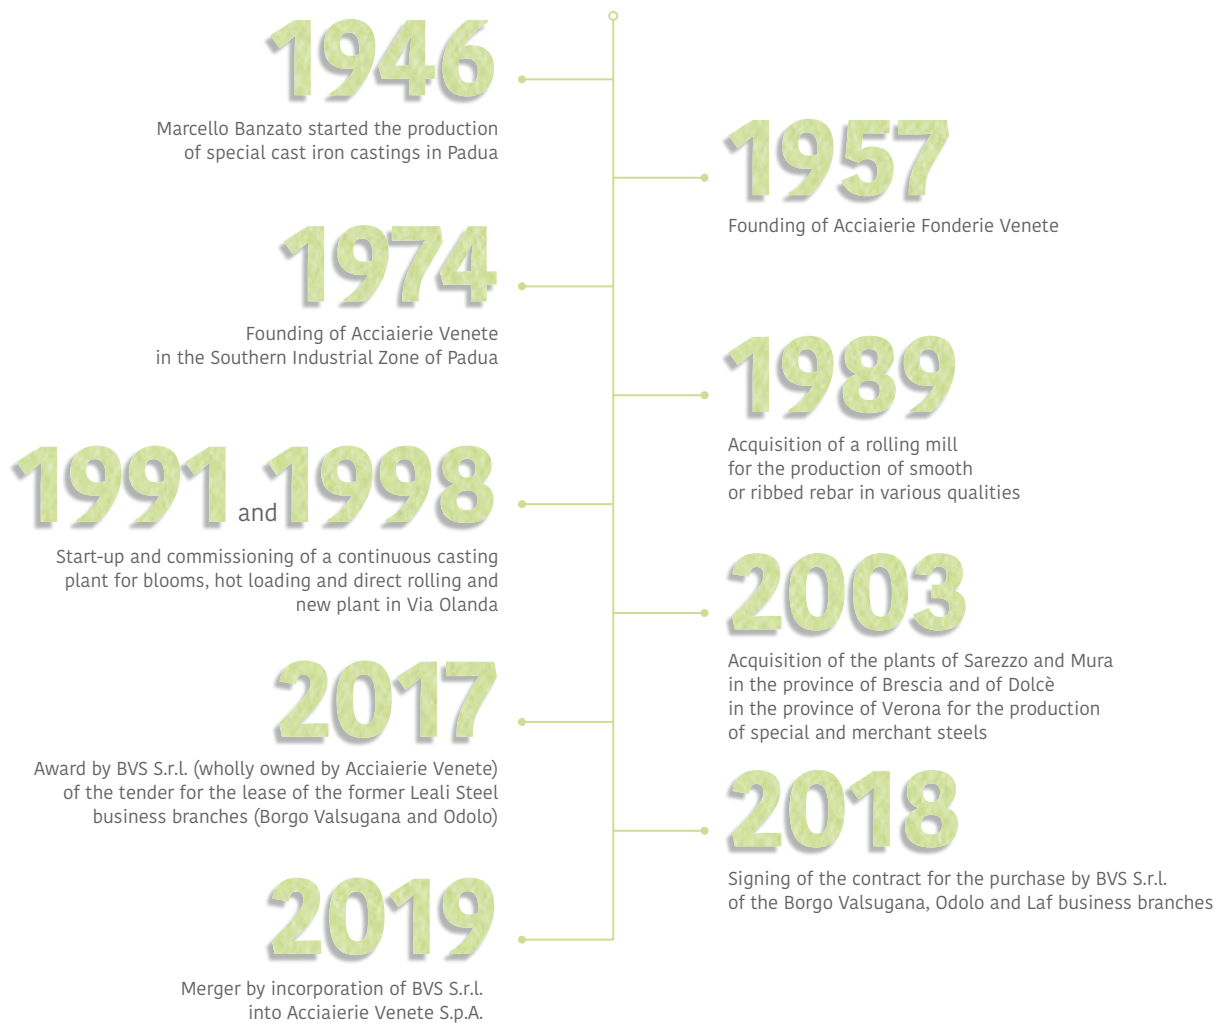 1946
Marcello Banzato started the production
of special cast iron castings in Padua
1957
Founding of Acciaierie Fonderie Venete
1974
Founding of Acciaierie Venete
in the Southern Industrial Zone of Padua
1989
Acquisition of a rolling mill
for the production of smooth
or ribbed rebar in various qualities
1991 and 1998
Start-up and commissioning of a continuous casting
plant for blooms, hot loading and direct rolling and
new plant in Via Olanda
2003
Acquisition of the plants of Sarezzo and Mura
in the province of Brescia and of Dolcè
in the province of Verona for the production
of special and merchant steels
2017
Award by BVS S.r.l. (wholly owned by Acciaierie Venete)
of the tender for the lease of the former Leali Steel
business branches (Borgo Valsugana and Odolo)
2018
Signing of the contract for the purchase by BVS S.r.l.
of the Borgo Valsugana, Odolo and Laf business branches
2019
Merger by incorporation of BVS S.r.l.
into Acciaierie Venete S.p.A.